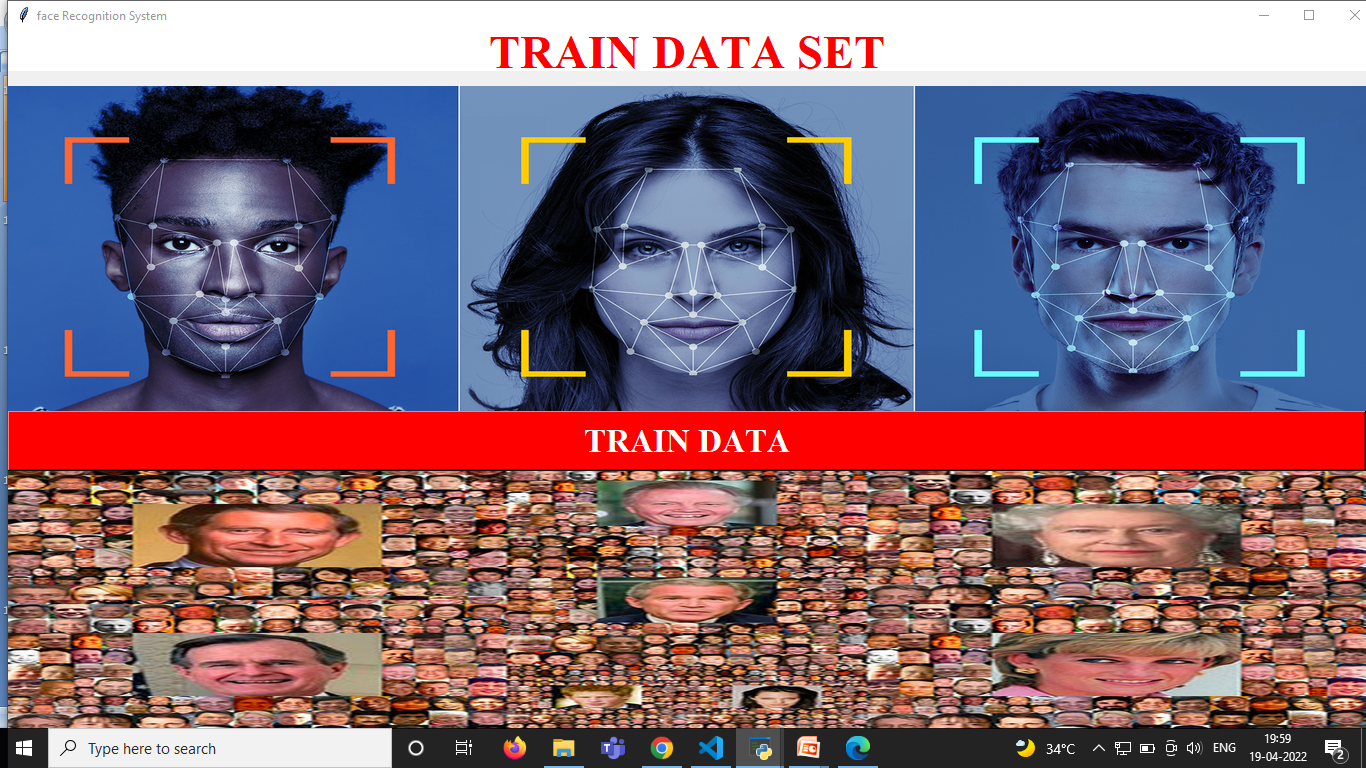 face Recognition System
TRAIN DATA SET
TRAIN DATA
Type here to search
34°C
ENG
19:59
19-04-2022
2